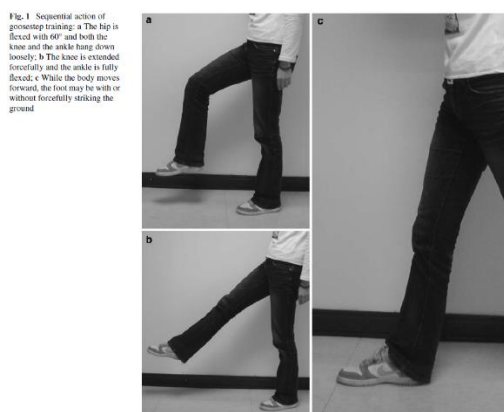 Fig. 1 Sequential action of
goosestep training: a The hip is
flexed with 60° and both the
knee and the ankle hang down
loosely; b The knee is extended
forcefully and the ankle is fully
flexed; c While the body moves
forward, the foot may be with or
without forcefully striking the
ground
a
b
c